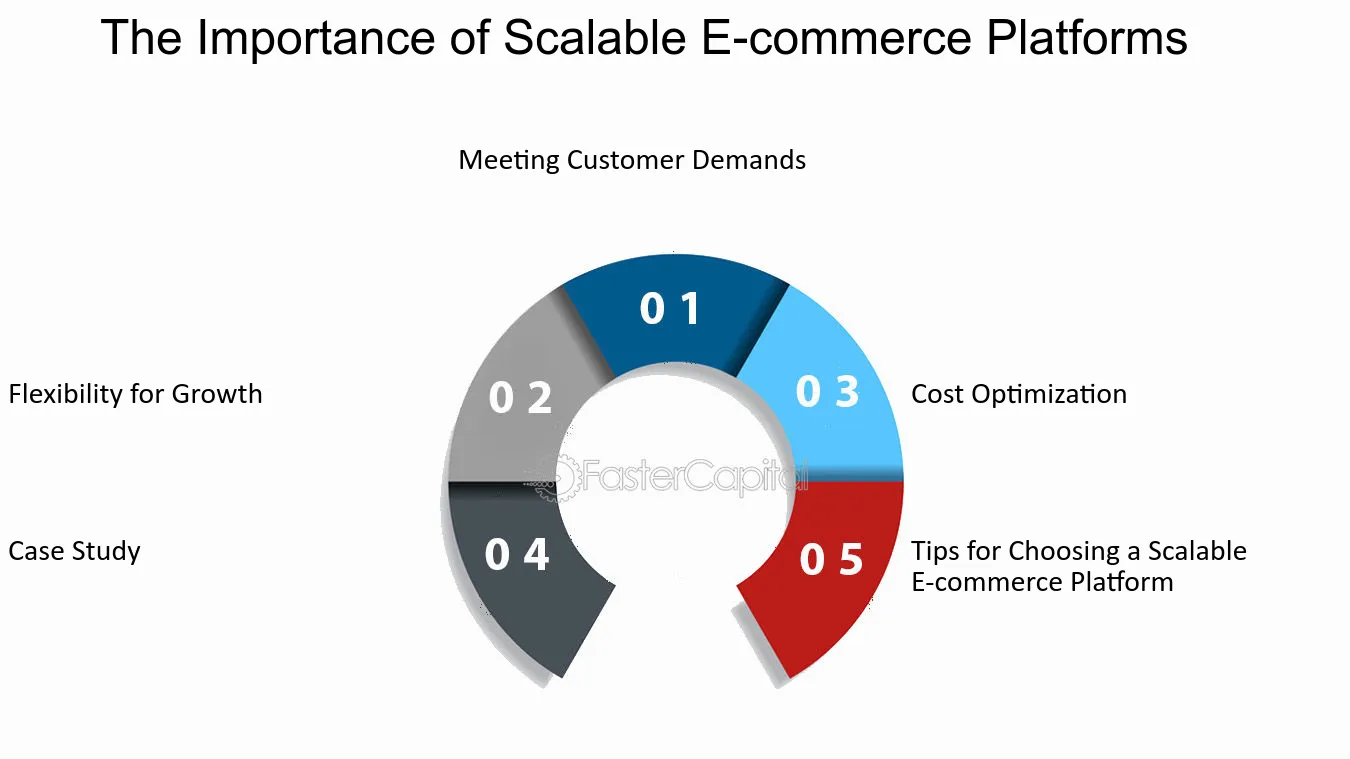 The Importance of Scalable E-commerce Platforms
Meeting Customer Demands
0 1
0 2
0 3
Flexibility for Growth
Cost Optimization
FasterCapital
Case Study
0 4
0 5
Tips for Choosing a Scalable
E-commerce Platform